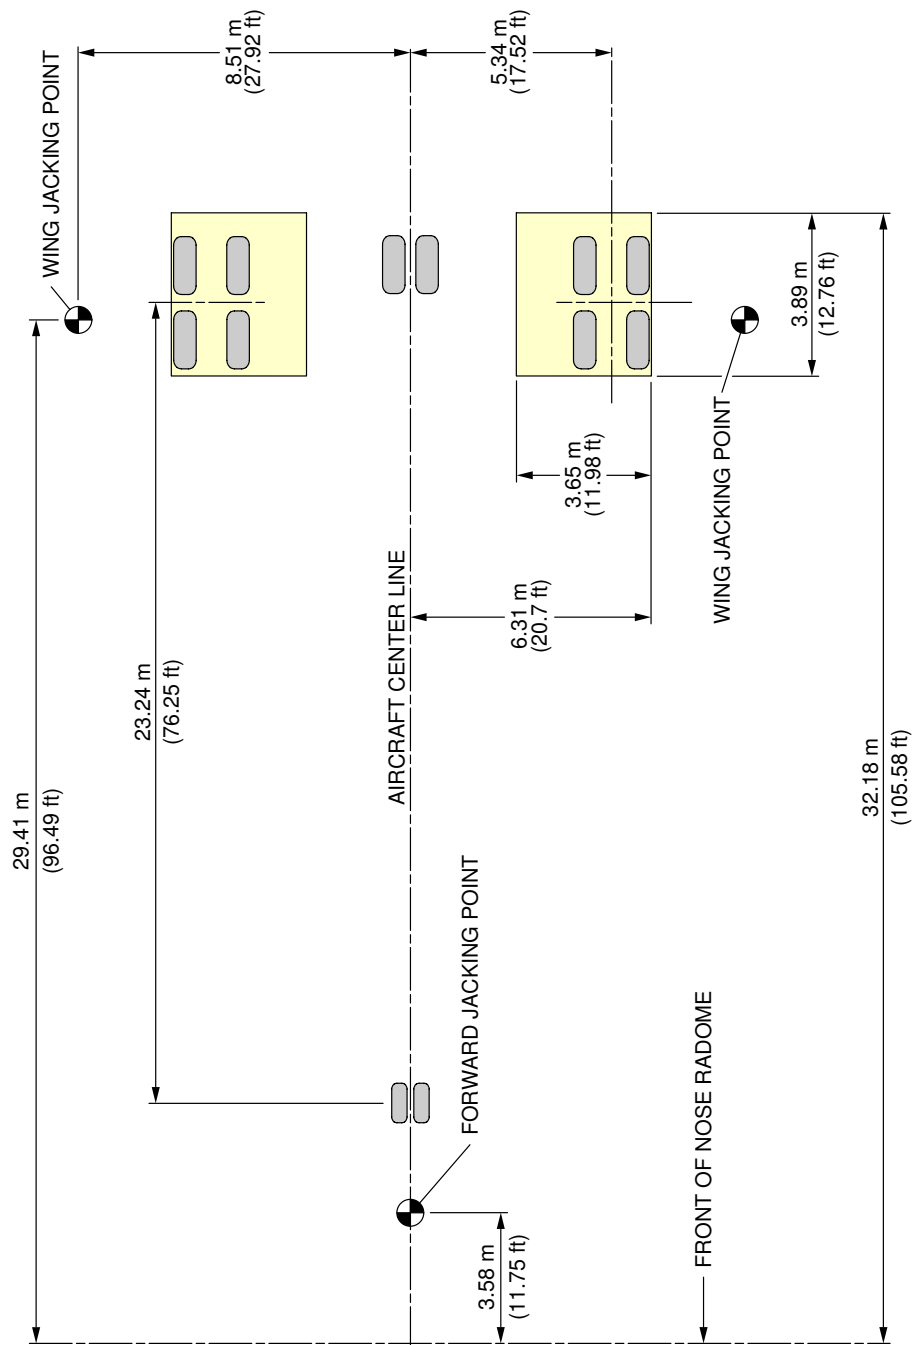 WING JACKING POINT
8.51 m
(27.92 ft)
5.34 m
(17.52 ft)
3.89 m
(12.76 ft)
3.65 m
(11.98 ft)
WING JACKING POINT
6.31 m
(20.7 ft)
AIRCRAFT CENTER LINE
23.24 m
(76.25 ft)
29.41 m
(96.49 ft)
32.18 m
(105.58 ft)
FORWARD JACKING POINT
3.58 m
(11.75 ft)
FRONT OF NOSE RADOME